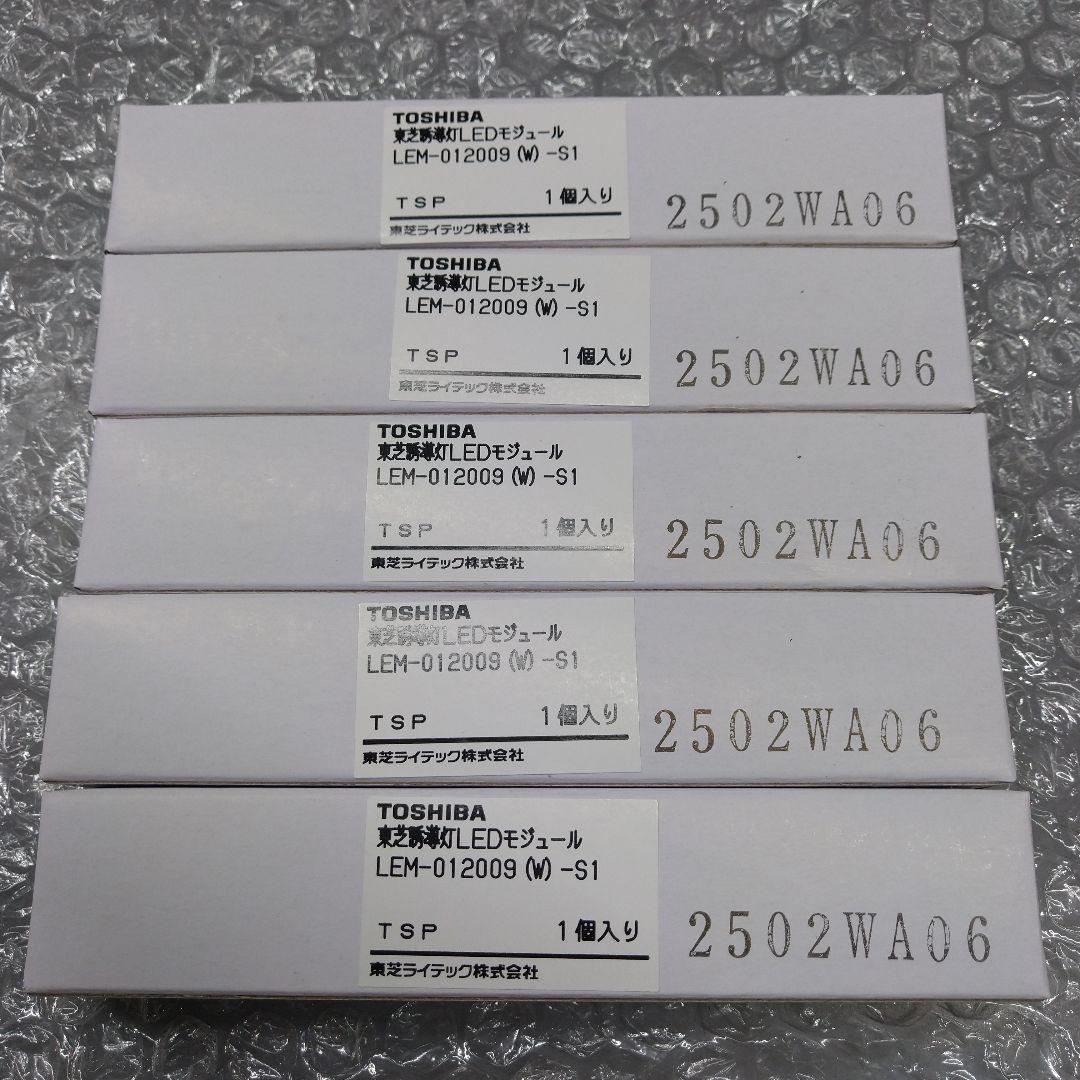 TOSHIBA
東芝誘導灯LEDモジュール
LEM-012009(W)-S1
TSP 1個入り
東芝ライテック株式会社
2502WA06
TOSHIBA
東芝誘導灯LEDモジュール
LEM-012009(W)-S1
TSP 1個入り
東芝ライテック株式会社
2502WA06
TOSHIBA
東芝誘導灯LEDモジュール
LEM-012009(W)-S1
TSP 1個入り
東芝ライテック株式会社
2502WA06
TOSHIBA
東芝誘導灯LEDモジュール
LEM-012009(W)-S1
TSP 1個入り
東芝ライテック株式会社
2502WA06
TOSHIBA
東芝誘導灯LEDモジュール
LEM-012009(W)-S1
TSP 1個入り
東芝ライテック株式会社
2502WA06